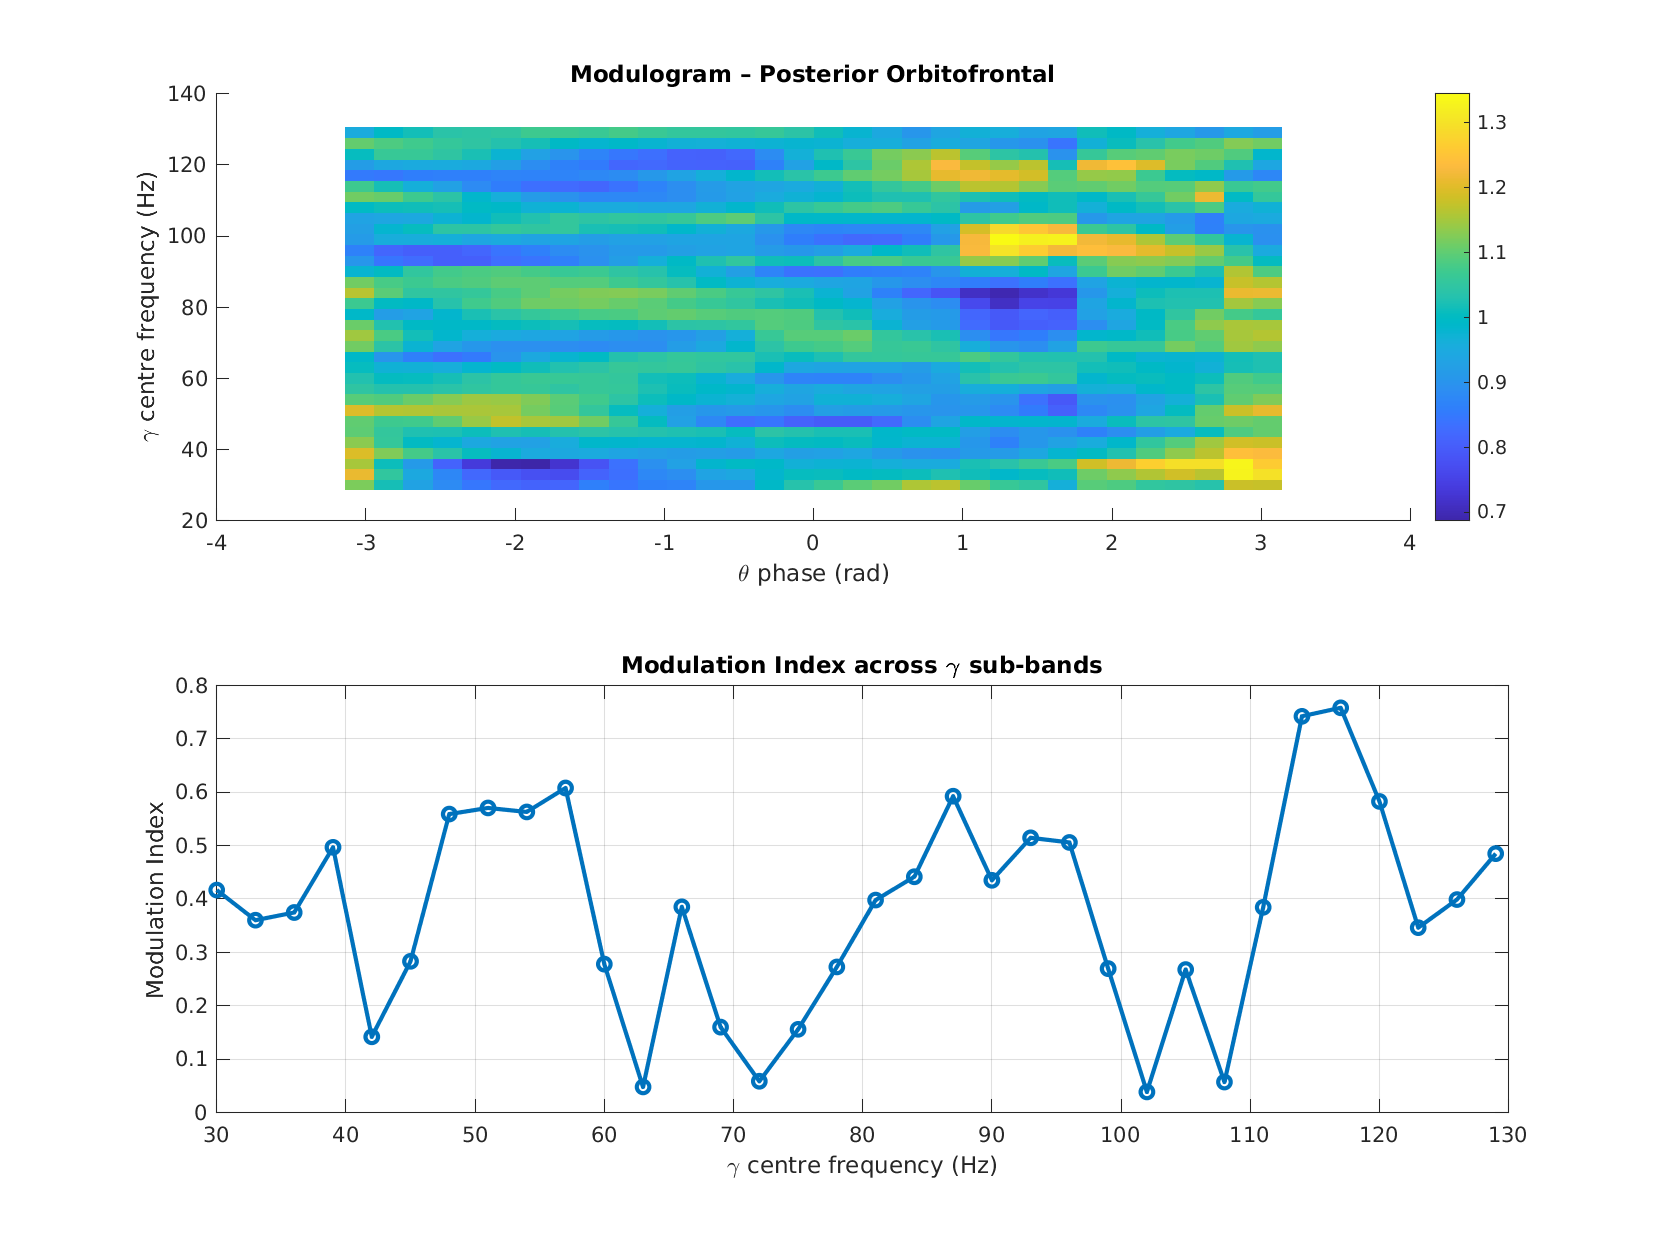 Modulogram – Posterior Orbitofrontal
140
120
100
80
60
40
20
γ centre frequency (Hz)
-4 -3 -2 -1 0 1 2 3 4
θ phase (rad)
1.3
1.2
1.1
1
0.9
0.8
0.7
Modulation Index across γ sub-bands
0.8
0.7
0.6
0.5
0.4
0.3
0.2
0.1
0
Modulation Index
30 40 50 60 70 80 90 100 110 120 130
γ centre frequency (Hz)